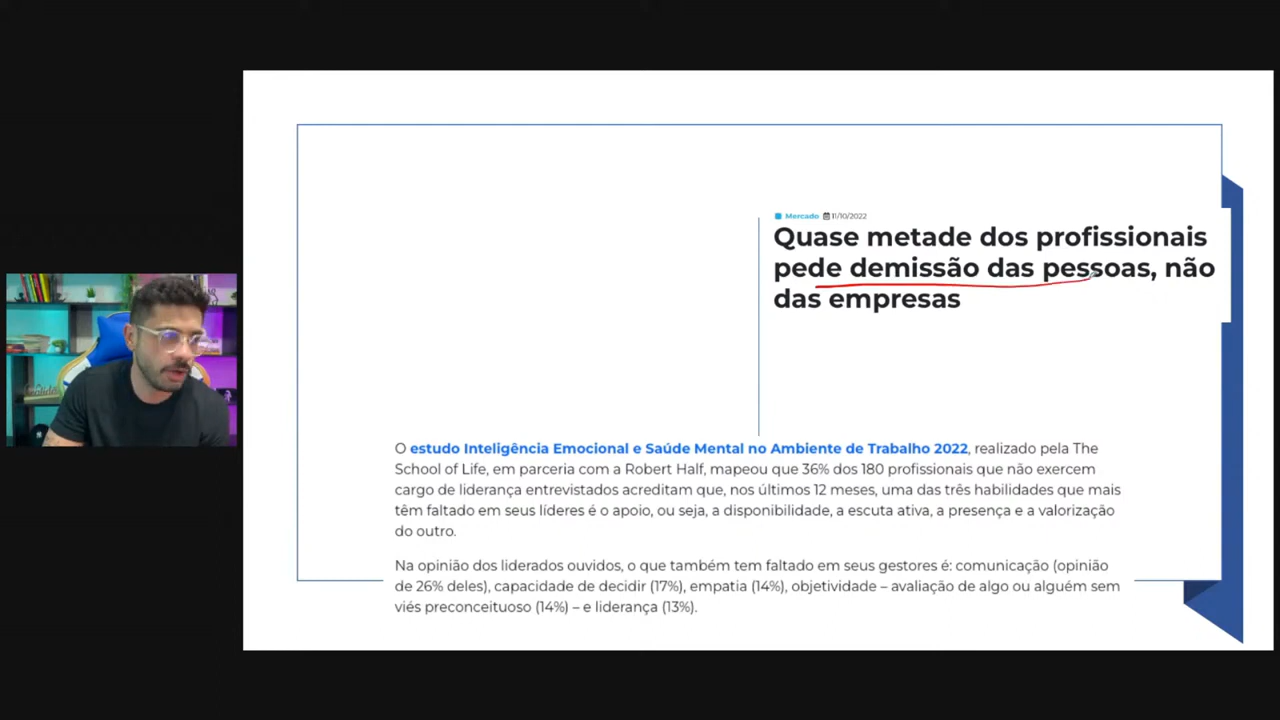 Mercado 11/10/2022
Quase metade dos profissionais
pede demissão das pessoas, não
das empresas
O estudo Inteligência Emocional e Saúde Mental no Ambiente de Trabalho 2022, realizado pela The
School of Life, em parceria com a Robert Half, mapeou que 36% dos 180 profissionais que não exercem
cargo de liderança entrevistados acreditam que, nos últimos 12 meses, uma das três habilidades que mais
têm faltado em seus líderes é o apoio, ou seja, a disponibilidade, a escuta ativa, a presença e a valorização
do outro.
Na opinião dos liderados ouvidos, o que também tem faltado em seus gestores é: comunicação (opinião
de 26% deles), capacidade de decidir (17%), empatia (14%), objetividade – avaliação de algo ou alguém sem
viés preconceituoso (14%) – e liderança (13%).